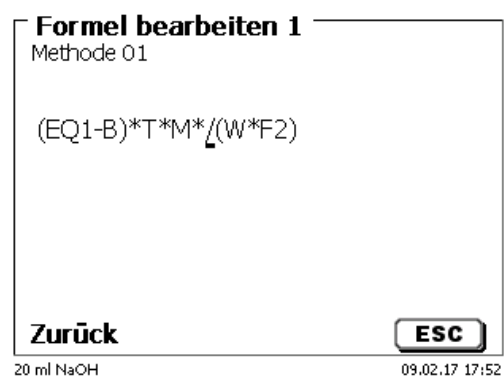 Formel bearbeiten 1
Methode 01
(EQ1-B)*T*M*/(W*F2)
Zurück
ESC
20 ml NaOH
09.02.17 17:52